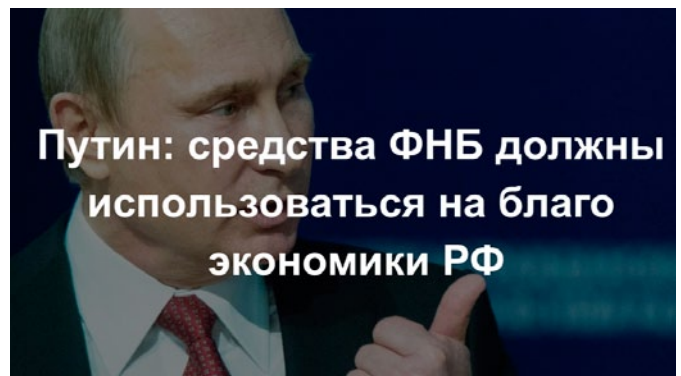 Путин: средства ФНБ должны
использоваться на благо
экономики РФ